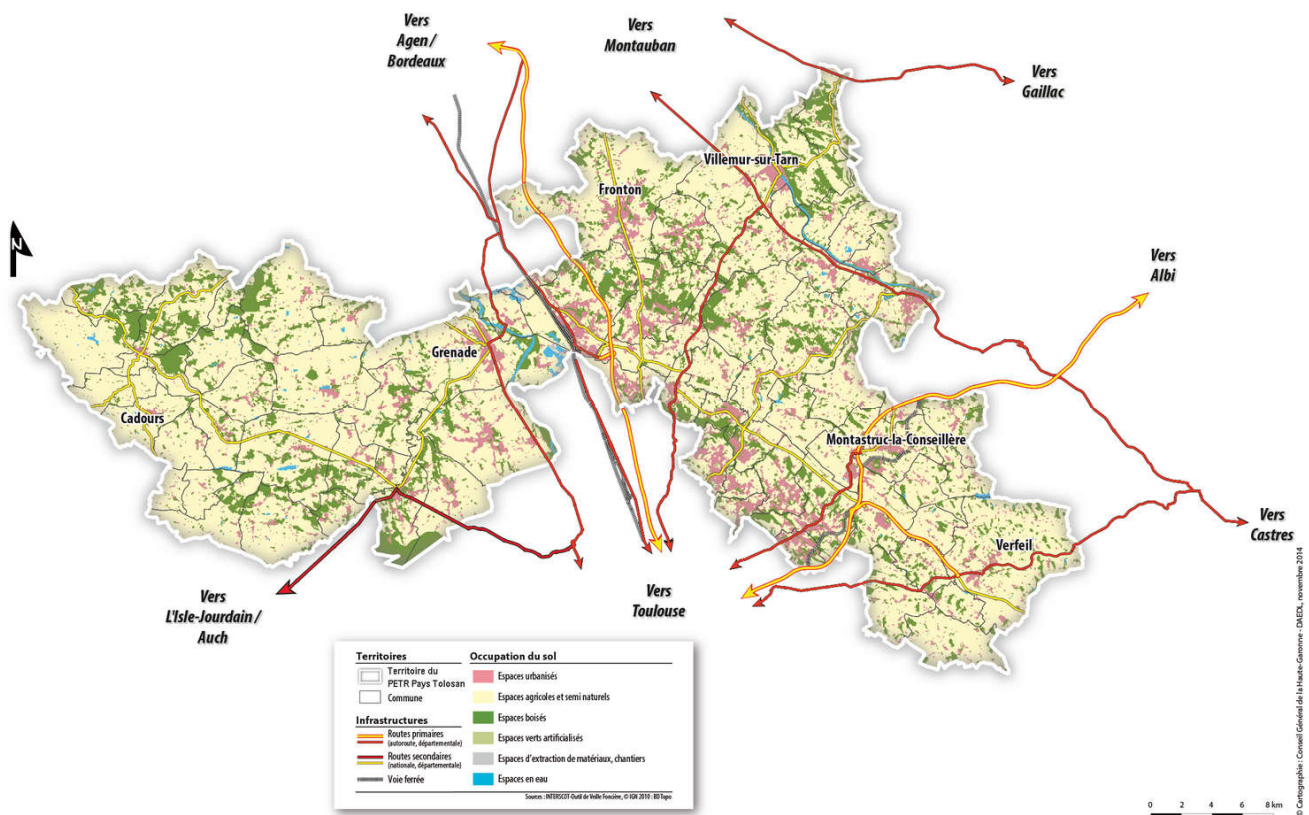 Vers
Agen /
Bordeaux
Vers
Montauban
Vers
Gaillac
Villemur-sur-Tarn
Fronton
N
Vers
Albi
Grenade
Cadours
Montastruc-la-Conseillère
Vers
Castres
Verfeil
Vers
L'Isle-Jourdain /
Auch
Vers
Toulouse
Territoires
Territoire du
PETR Pays Tolosan
Commune
Infrastructures
Routes primaires
(autoroute, départementale)
Routes secondaires
(nationale, départementale)
Voie ferrée
Occupation du sol
Espaces urbanisés
Espaces agricoles et semi naturels
Espaces boisés
Espaces verts artificialisés
Espaces d'extraction de matériaux, chantiers
Espaces en eau
Sources : INTERSCOT-Outil de Veille Foncière, © IGN 2010 : BD Topo
0 2 4 6 8 km
© Cartographie : Conseil Général de la Haute-Garonne - DAEDL, novembre 2014